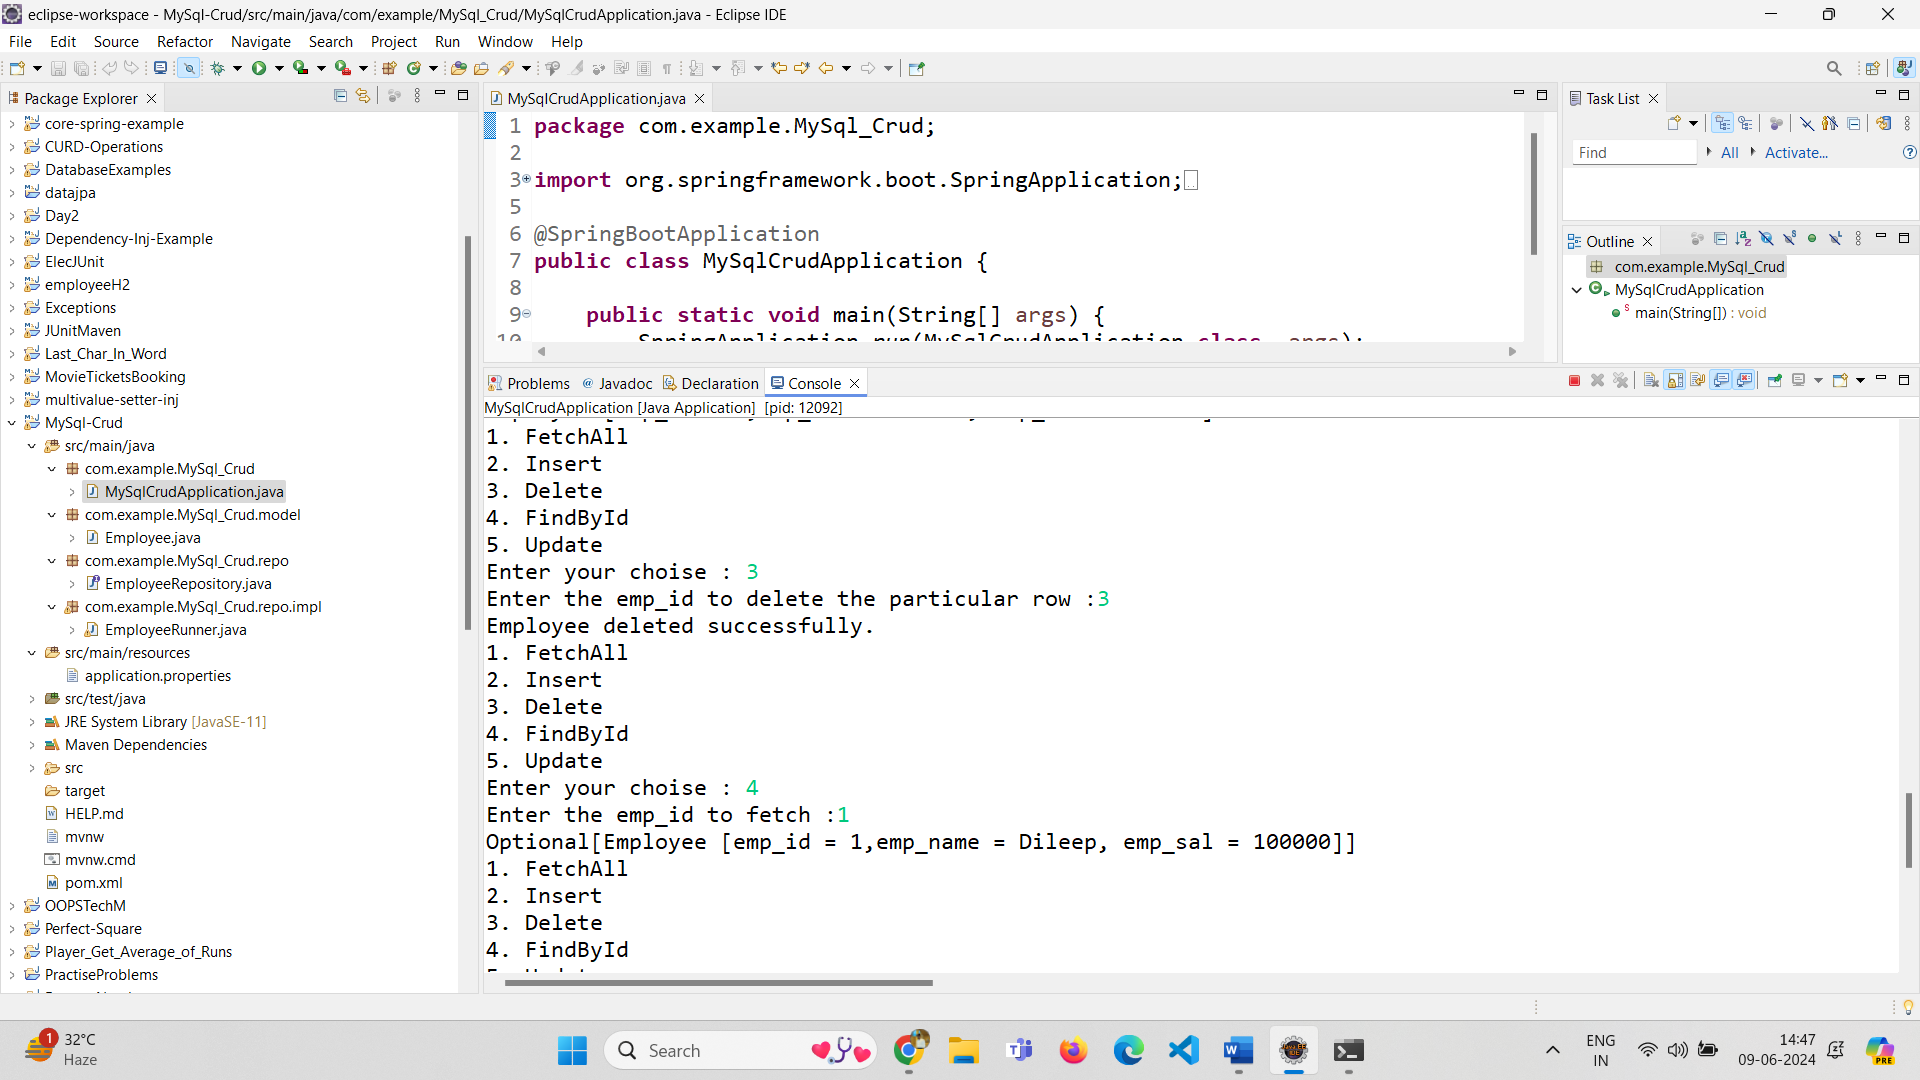 eclipse-workspace - MySql-Crud/src/main/java/com/example/MySql_Crud/MySqlCrudApplication.java - Eclipse IDE
File Edit Source Refactor Navigate Search Project Run Window Help
Package Explorer
core-spring-example
CURD-Operations
DatabaseExamples
datajpa
Day2
Dependency-Inj-Example
ElecJUnit
employeeH2
Exceptions
JUnitMaven
Last_Char_In_Word
MovieTicketsBooking
multivalue-setter-inj
MySql-Crud
src/main/java
com.example.MySql_Crud
MySqlCrudApplication.java
com.example.MySql_Crud.model
Employee.java
com.example.MySql_Crud.repo
EmployeeRepository.java
com.example.MySql_Crud.repo.impl
EmployeeRunner.java
src/main/resources
application.properties
src/test/java
JRE System Library [JavaSE-11]
Maven Dependencies
src
target
HELP.md
mvnw
mvnw.cmd
pom.xml
OOPSTechM
Perfect-Square
Player_Get_Average_of_Runs
PractiseProblems
MySqlCrudApplication.java
1 package com.example.MySql_Crud;
2
3 import org.springframework.boot.SpringApplication;
5
6 @SpringBootApplication
7 public class MySqlCrudApplication {
8
9 public static void main(String[] args) {
10 SpringApplication.run(MySqlCrudApplication.class, args);
Task List
Find All Activate...
Outline
com.example.MySql_Crud
MySqlCrudApplication
main(String[]) : void
Problems @ Javadoc Declaration Console
MySqlCrudApplication [Java Application] [pid: 12092]
1. FetchAll
2. Insert
3. Delete
4. FindById
5. Update
Enter your choise : 3
Enter the emp_id to delete the particular row :3
Employee deleted successfully.
1. FetchAll
2. Insert
3. Delete
4. FindById
5. Update
Enter your choise : 4
Enter the emp_id to fetch :1
Optional[Employee [emp_id = 1,emp_name = Dileep, emp_sal = 100000]]
1. FetchAll
2. Insert
3. Delete
4. FindById
5. Update
1
32°C
Haze
Search
ENG
IN
14:47
09-06-2024
PRE